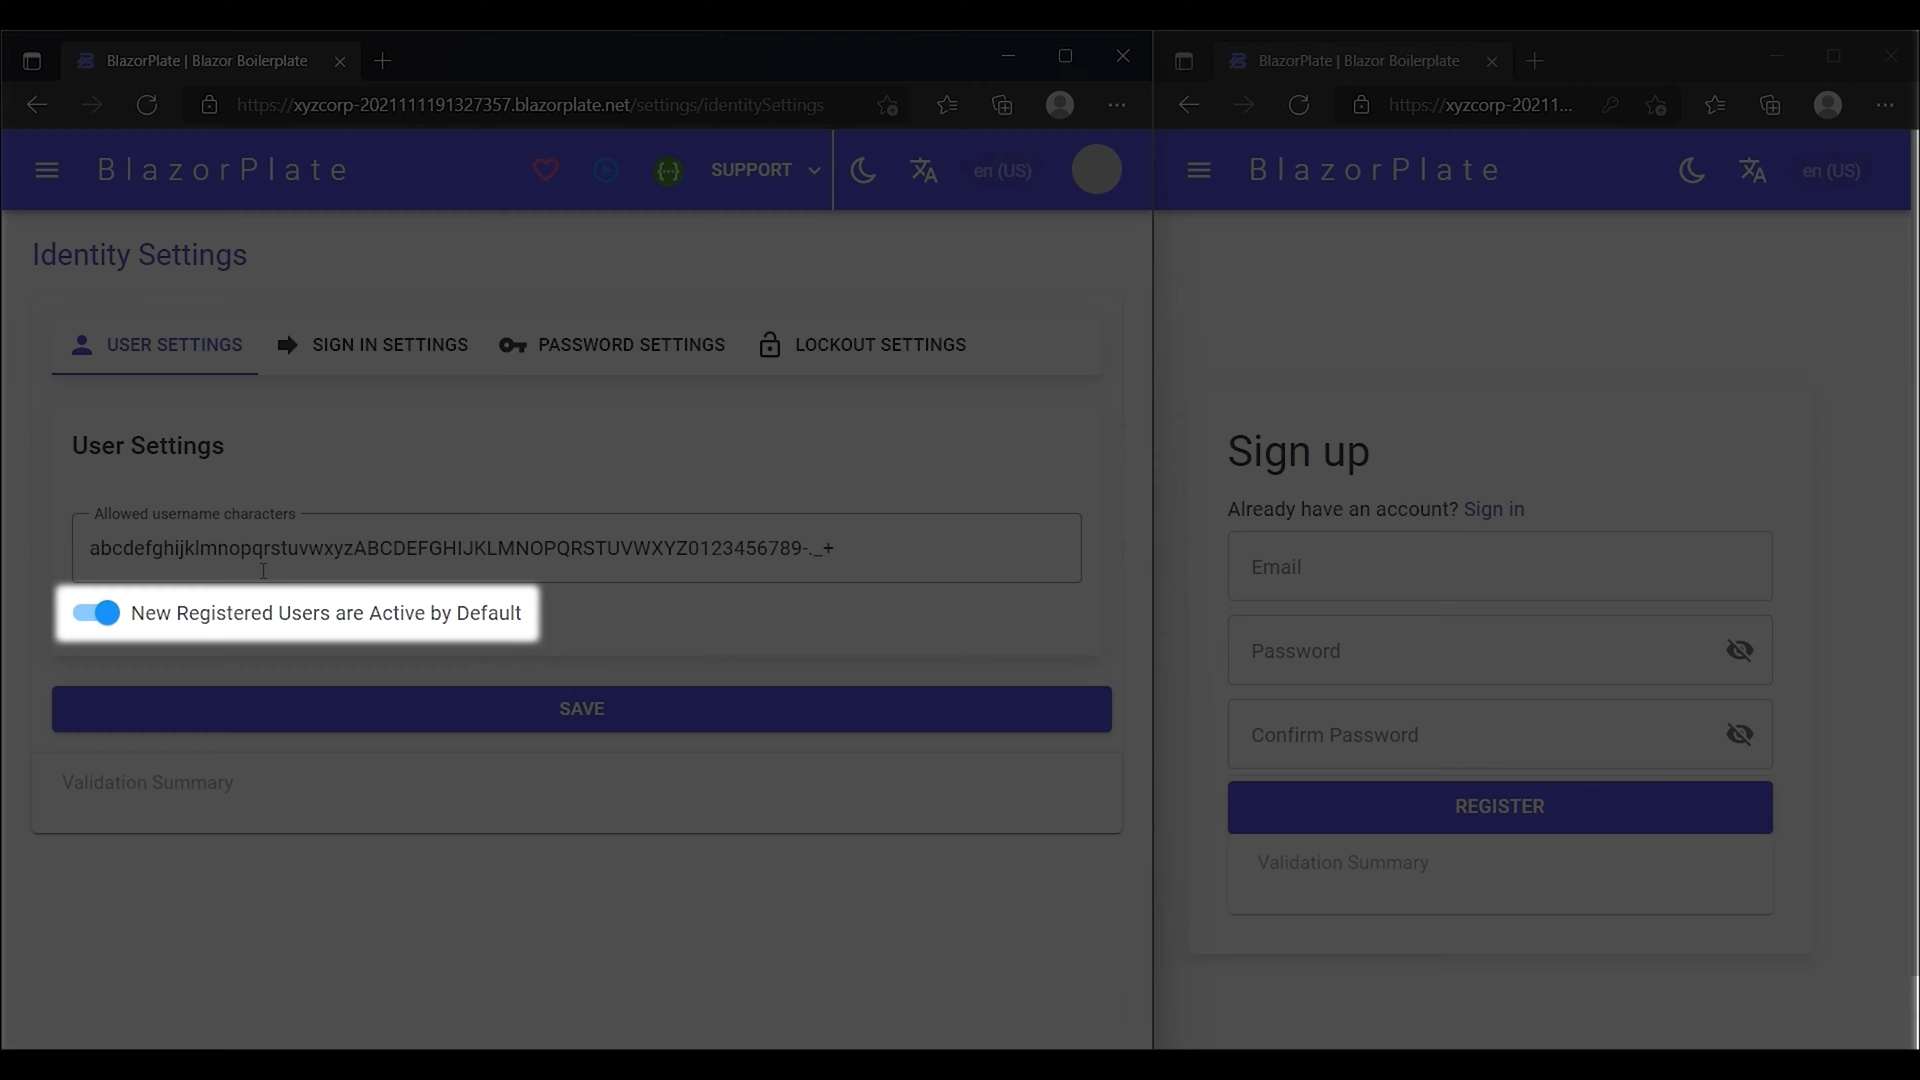 BlazorPlate | Blazor Boilerplate
https://xyzcorp-2021111191327357.blazorplate.net/settings/identitySettings
BlazorPlate
SUPPORT
en (US)
Identity Settings
USER SETTINGS
SIGN IN SETTINGS
PASSWORD SETTINGS
LOCKOUT SETTINGS
User Settings
Allowed username characters
abcdefghijklmnopqrstuvwxyzABCDEFGHIJKLMNOPQRSTUVWXYZ0123456789-._+
New Registered Users are Active by Default
SAVE
Validation Summary
BlazorPlate | Blazor Boilerplate
https://xyzcorp-20211...
BlazorPlate
en (US)
Sign up
Already have an account? Sign in
Email
Password
Confirm Password
REGISTER
Validation Summary